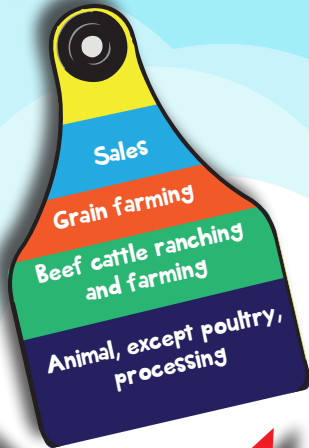 Sales
Grain farming
Beef cattle ranching
and farming
Animal, except poultry,
processing